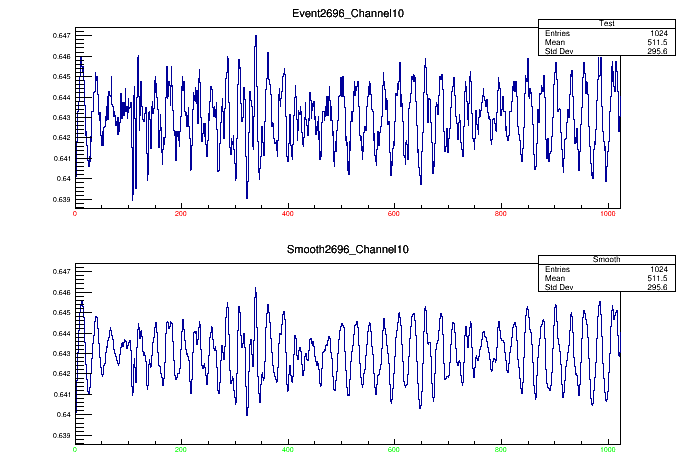 Event2696_Channel10
Test
Entries 1024
Mean 511.5
Std Dev 295.6
0.647
0.646
0.645
0.644
0.643
0.642
0.641
0.64
0.639
0 200 400 600 800 1000
Smooth2696_Channel10
Smooth
Entries 1024
Mean 511.5
Std Dev 295.6
0.647
0.646
0.645
0.644
0.643
0.642
0.641
0.64
0.639
0 200 400 600 800 1000